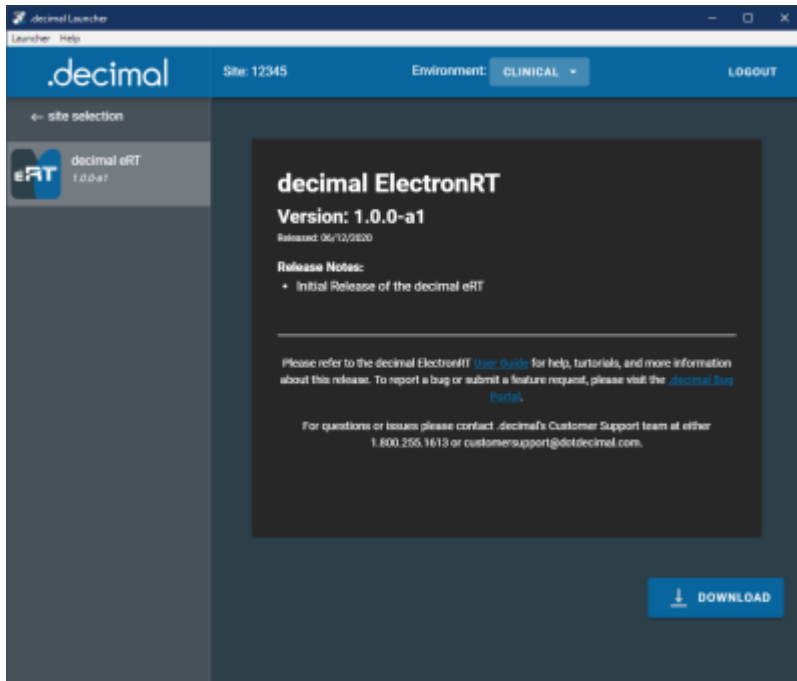 .decimal Launcher
Launcher Help
.decimal
Site: 12345
Environment: CLINICAL
LOGOUT
← site selection
eRT
decimal eRT
1.0.0-a1
decimal ElectronRT
Version: 1.0.0-a1
Released: 06/12/2020
Release Notes:
• Initial Release of the decimal eRT
Please refer to the decimal ElectronRT User Guide for help, turtorials, and more information
about this release. To report a bug or submit a feature request, please visit the .decimal Bug
Portal.
For questions or issues please contact .decimal's Customer Support team at either
1.800.255.1613 or customersupport@dotdecimal.com.
DOWNLOAD